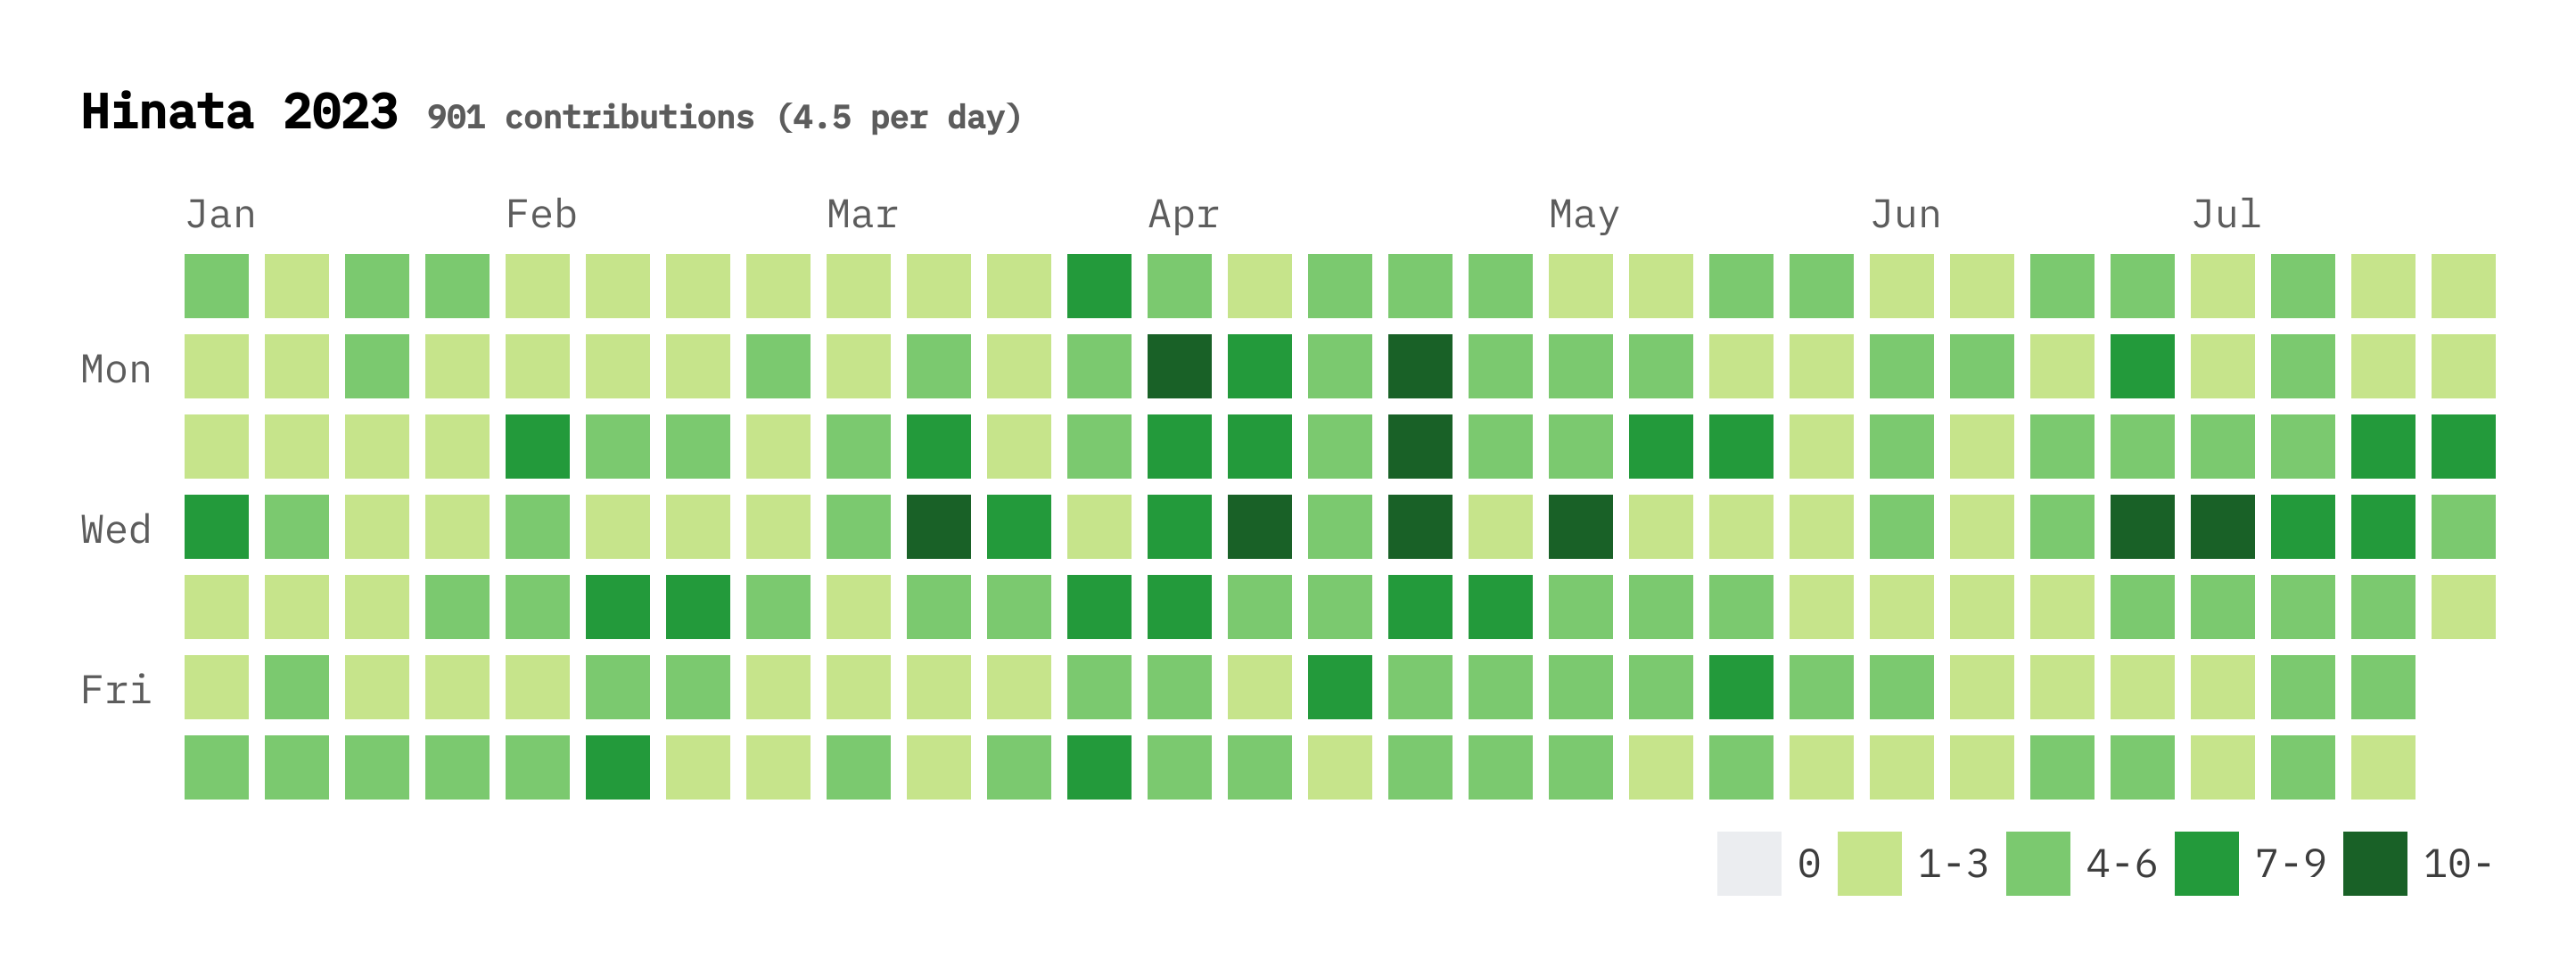 Hinata 2023 901 contributions (4.5 per day)
Jan Feb Mar Apr May Jun Jul
Mon
Wed
Fri
0 1-3 4-6 7-9 10-